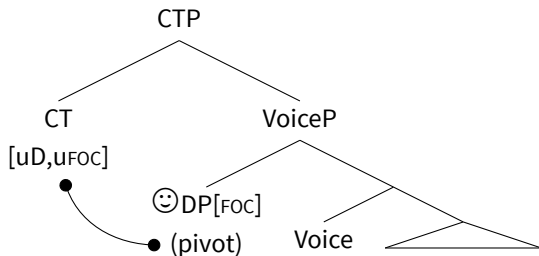 CTP
CT VoiceP
[uD,uFOC]
☺DP[FOC]
(pivot) Voice